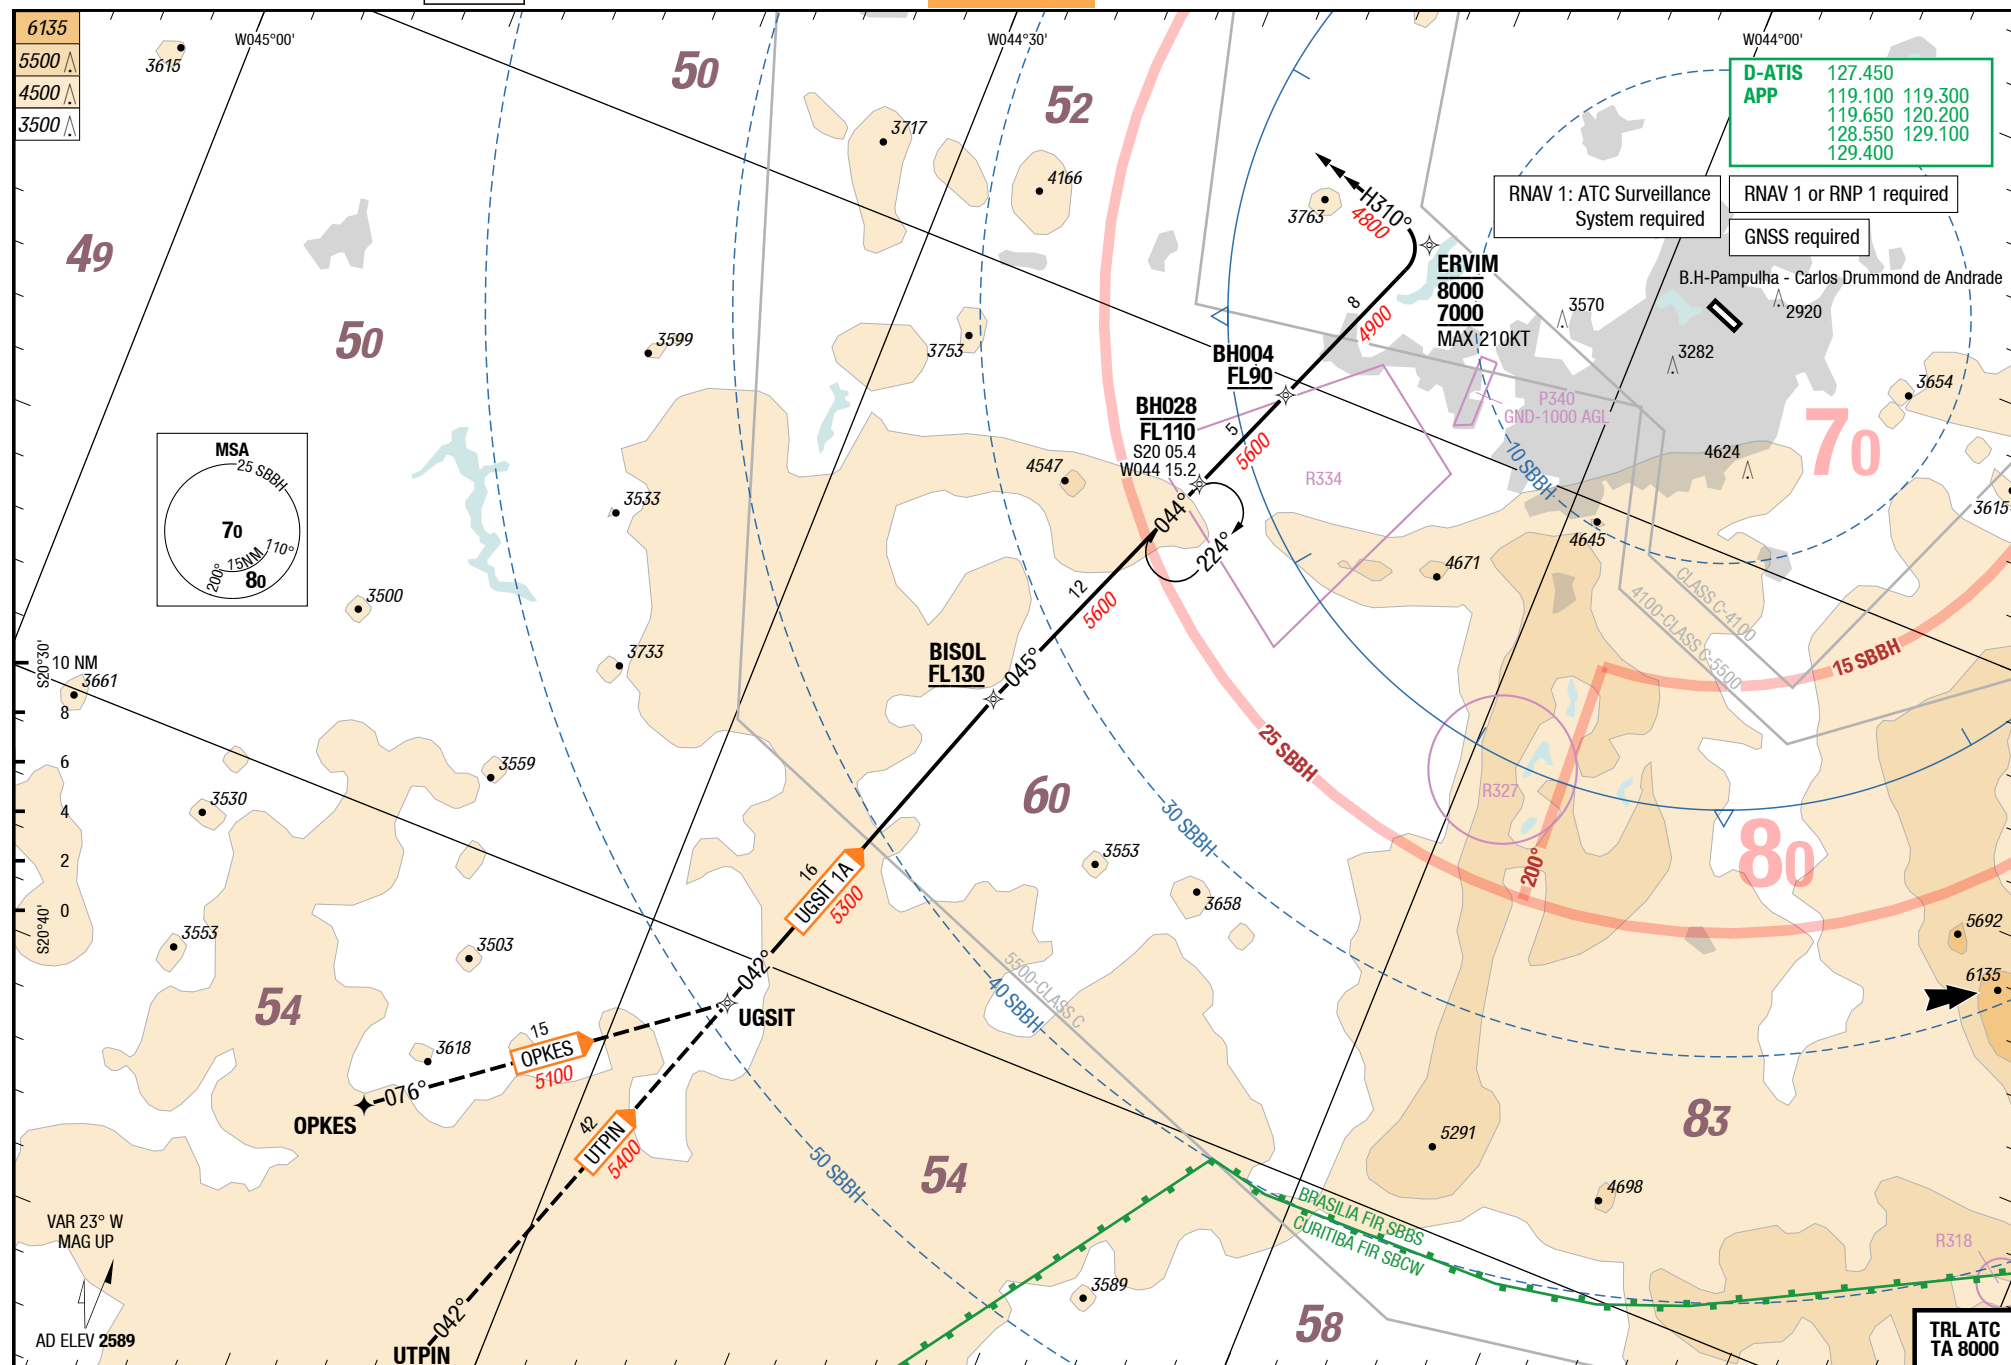 6135
5500
4500
3500
3615
W045°00'
50
W044°30'
52
W044°00'
D-ATIS 127.450
APP 119.100 119.300
119.650 120.200
128.550 129.100
129.400
3717
4166
3763
H310°
4800
RNAV 1: ATC Surveillance
System required
RNAV 1 or RNP 1 required
GNSS required
49
ERVIM
8000
7000
MAX 210KT
B.H-Pampulha - Carlos Drummond de Andrade
3570
2920
3282
50
3599
3753
8
4900
BH004
FL90
P340
GND-1000 AGL
3654
70
BH028
FL110
S20 05.4
W044 15.2
5
5600
R334
10 SBBH
4624
4645
3615
MSA
25 SBBH
70
15NM
110°
200°
80
4547
3533
044°
224°
4671
3500
12
5600
CLASS C-4100
4100-CLASS C-5500
15 SBBH
BISOL
FL130
045°
3733
S20°30'
10 NM
3661
8
6
4
2
0
S20°40'
25 SBBH
R327
60
3559
3530
30 SBBH
80
200°
3553
3658
16
UGSIT 1A
5300
3553
3503
5692
6135
042°
5500-CLASS C
40 SBBH
54
UGSIT
15
OPKES
5100
3618
076°
OPKES
42
UTPIN
5400
50 SBBH
54
5291
83
4698
BRASILIA FIR SBBS
CURITIBA FIR SBCW
R318
VAR 23° W
MAG UP
AD ELEV 2589
3589
58
042°
UTPIN
TRL ATC
TA 8000